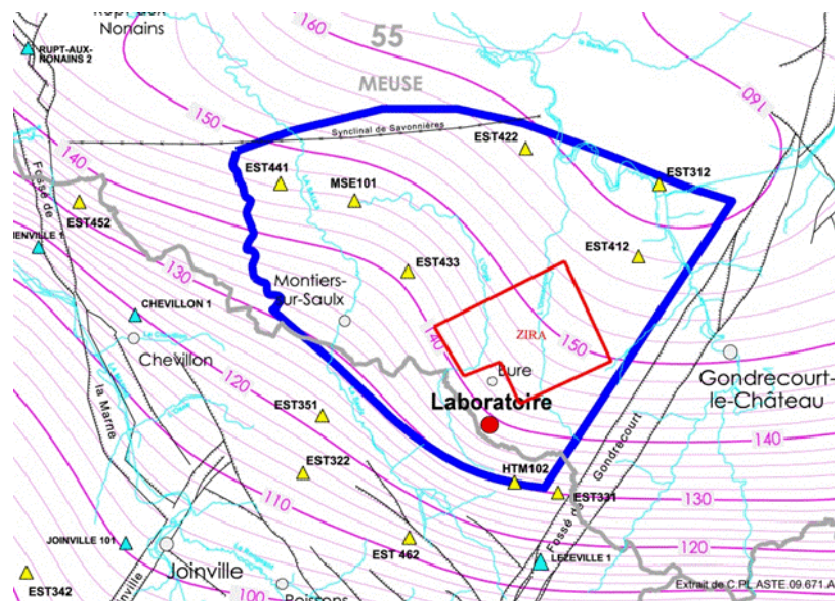 160
Nonains
55
MEUSE
RUPT-AUX-
NONAINS 2
160
150
Synclinal de Savonnières
EST422
140
EST441
MSE101
EST312
Fossé de
EST452
EST412
130
EST433
Montiers-
sur-Saulx
CHEVILLON 1
ZIRA
140
150
Chevillon
Bure
Gondrecourt-
le-Château
120
la Marne
Laboratoire
EST351
140
Gondrecourt
EST322
HTM102
EST331
130
110
EST 462
120
JOINVILLE 101
LEZEVILLE 1
Joinville
EST342
100
Extrait de C.PL.ASTE.09.671.A